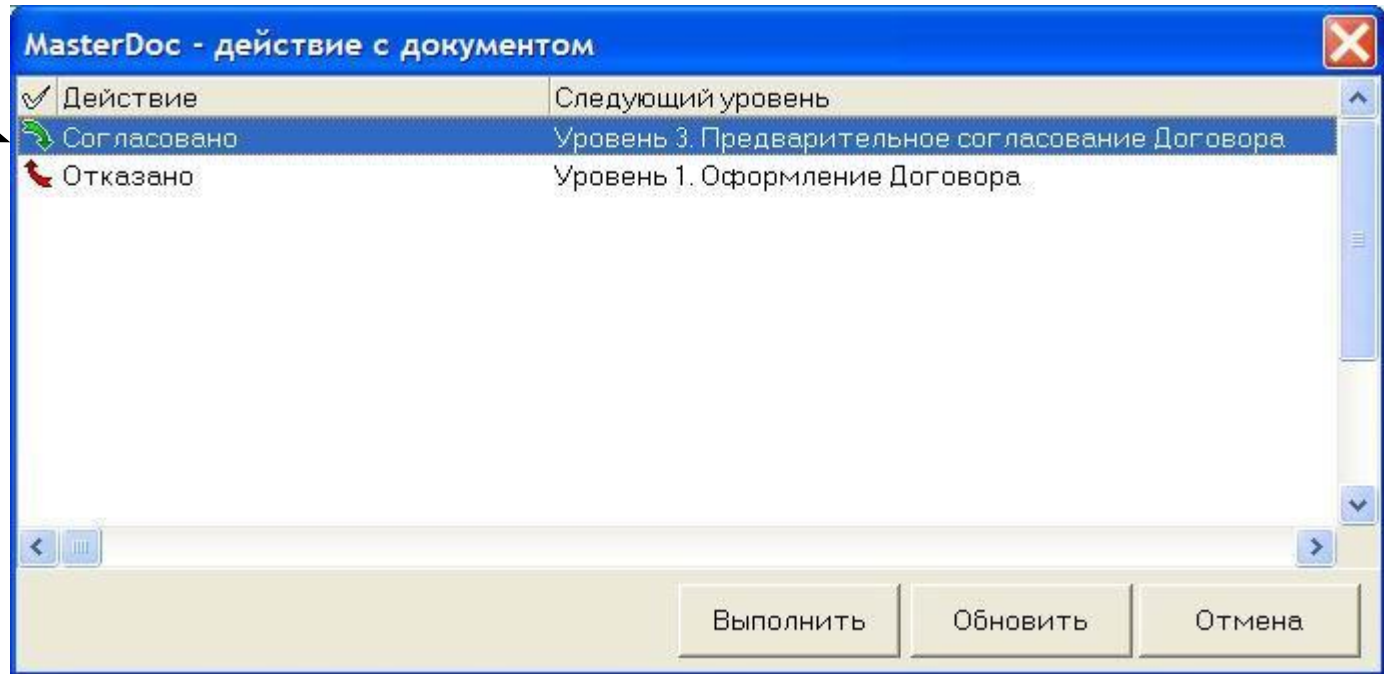 MasterDoc - действие с документом
Действие Следующий уровень
Согласовано Уровень 3. Предварительное согласование Договора
Отказано Уровень 1. Оформление Договора
Выполнить Обновить Отмена